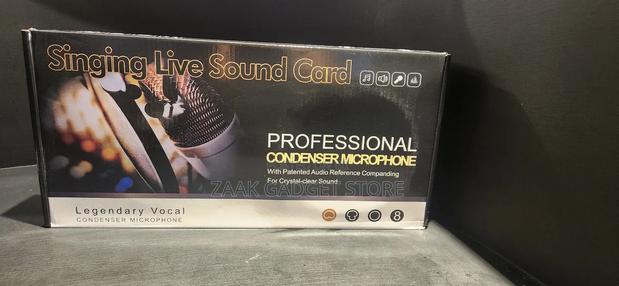 Singing Live Sound Card
PROFESSIONAL
CONDENSER MICROPHONE
With Patented Audio Reference Companding
For Crystal-clear Sound
ZAAK GADGET STORE
Legendary Vocal
CONDENSER MICROPHONE